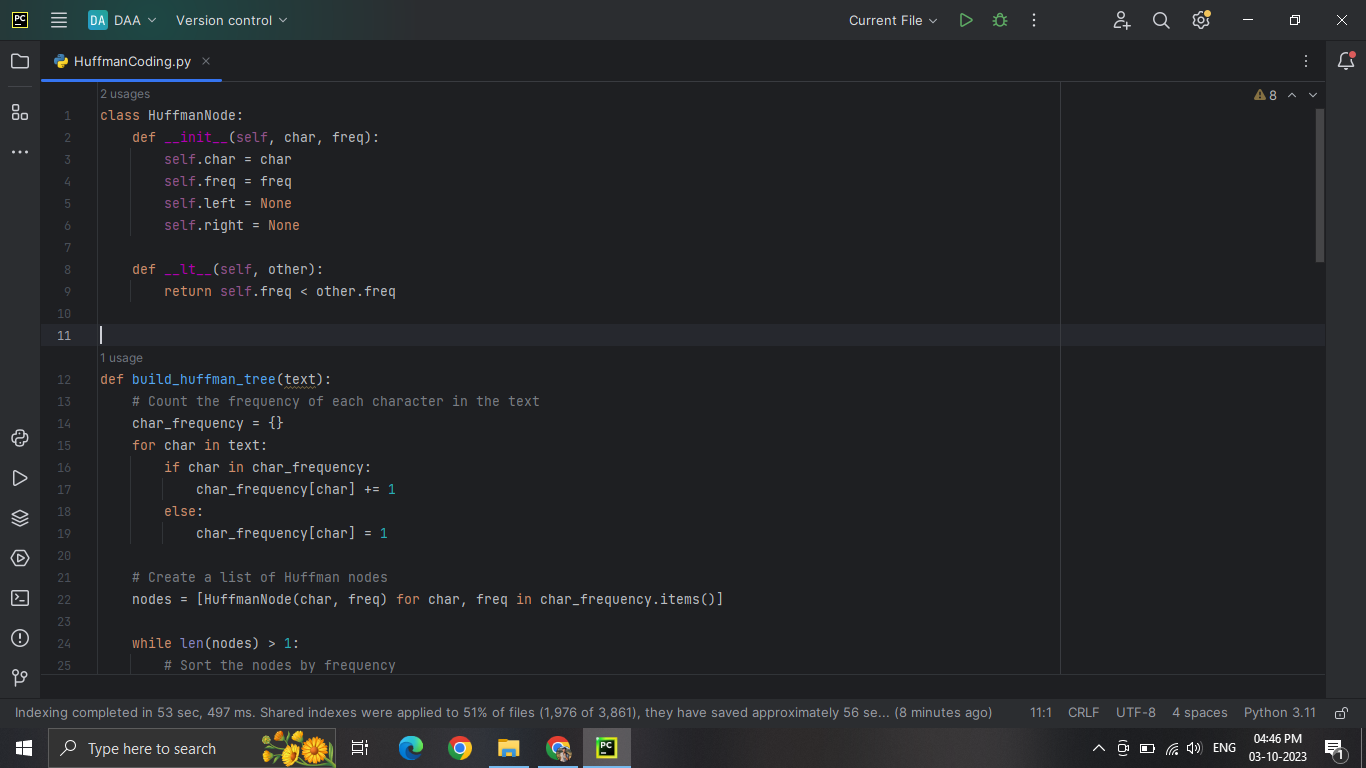 PC DA DAA Version control Current File
HuffmanCoding.py
2 usages
8
1 class HuffmanNode:
2     def __init__(self, char, freq):
3         self.char = char
4         self.freq = freq
5         self.left = None
6         self.right = None
7
8     def __lt__(self, other):
9         return self.freq < other.freq
10
11
1 usage
12 def build_huffman_tree(text):
13     # Count the frequency of each character in the text
14     char_frequency = {}
15     for char in text:
16         if char in char_frequency:
17             char_frequency[char] += 1
18         else:
19             char_frequency[char] = 1
20
21     # Create a list of Huffman nodes
22     nodes = [HuffmanNode(char, freq) for char, freq in char_frequency.items()]
23
24     while len(nodes) > 1:
25         # Sort the nodes by frequency
Indexing completed in 53 sec, 497 ms. Shared indexes were applied to 51% of files (1,976 of 3,861), they have saved approximately 56 se... (8 minutes ago) 11:1 CRLF UTF-8 4 spaces Python 3.11
Type here to search PC ENG 04:46 PM
03-10-2023 1